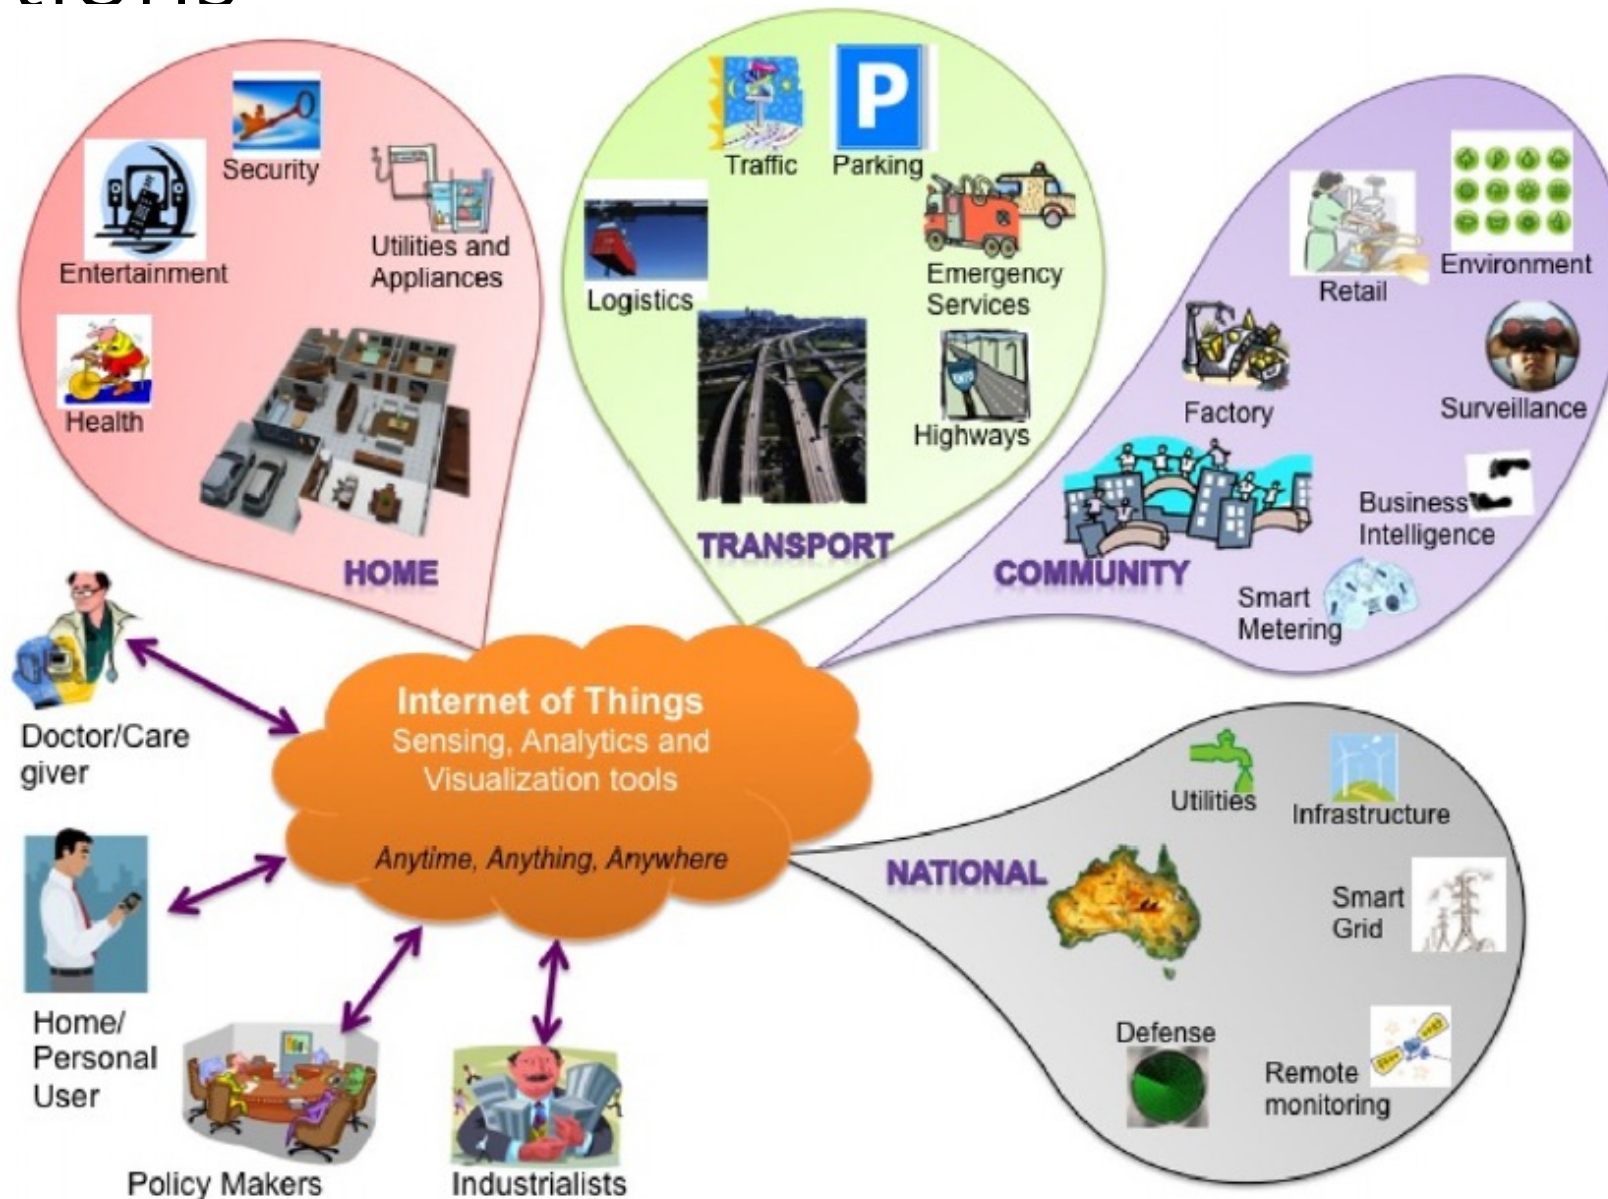 Security
Entertainment
Utilities and
Appliances
Health
HOME
Traffic
P
Parking
Logistics
Emergency
Services
Highways
TRANSPORT
Retail
Environment
Factory
Surveillance
Business
Intelligence
COMMUNITY
Smart
Metering
Internet of Things
Sensing, Analytics and
Visualization tools
Anytime, Anything, Anywhere
Doctor/Care
giver
Home/
Personal
User
Policy Makers
Industrialists
NATIONAL
Utilities
Infrastructure
Smart
Grid
Defense
Remote
monitoring